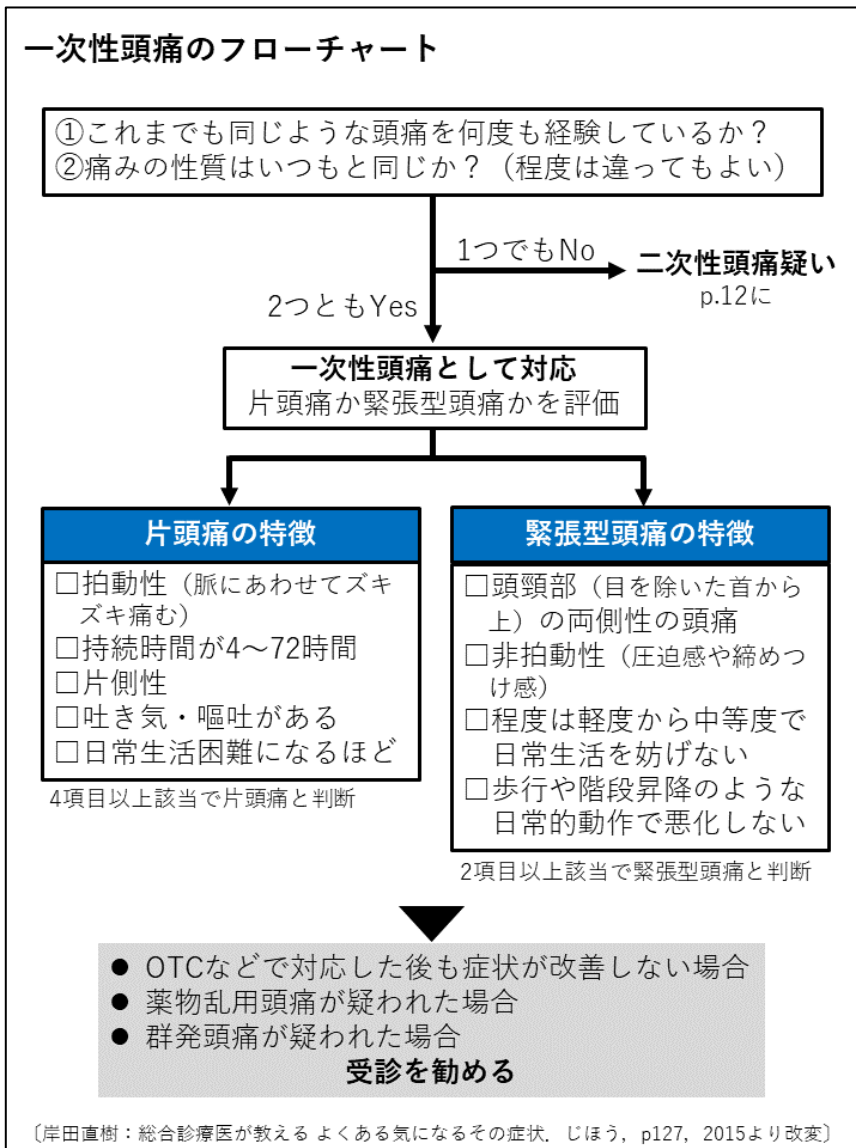 一次性頭痛のフローチャート
①これまでも同じような頭痛を何度も経験しているか？
②痛みの性質はいつもと同じか？（程度は違ってもよい）
1つでもNo
二次性頭痛疑い
p.12に
2つともYes
一次性頭痛として対応
片頭痛か緊張型頭痛かを評価
片頭痛の特徴
□拍動性（脈にあわせてズキ
ズキ痛む）
□持続時間が4～72時間
□片側性
□吐き気・嘔吐がある
□日常生活困難になるほど
4項目以上該当で片頭痛と判断
緊張型頭痛の特徴
□頭頸部（目を除いた首から
上）の両側性の頭痛
□非拍動性（圧迫感や締めつ
け感）
□程度は軽度から中等度で
日常生活を妨げない
□歩行や階段昇降のような
日常的動作で悪化しない
2項目以上該当で緊張型頭痛と判断
● OTCなどで対応した後も症状が改善しない場合
● 薬物乱用頭痛が疑われた場合
● 群発頭痛が疑われた場合
受診を勧める
〔岸田直樹：総合診療医が教える よくある気になるその症状．じほう，p127，2015より改変〕